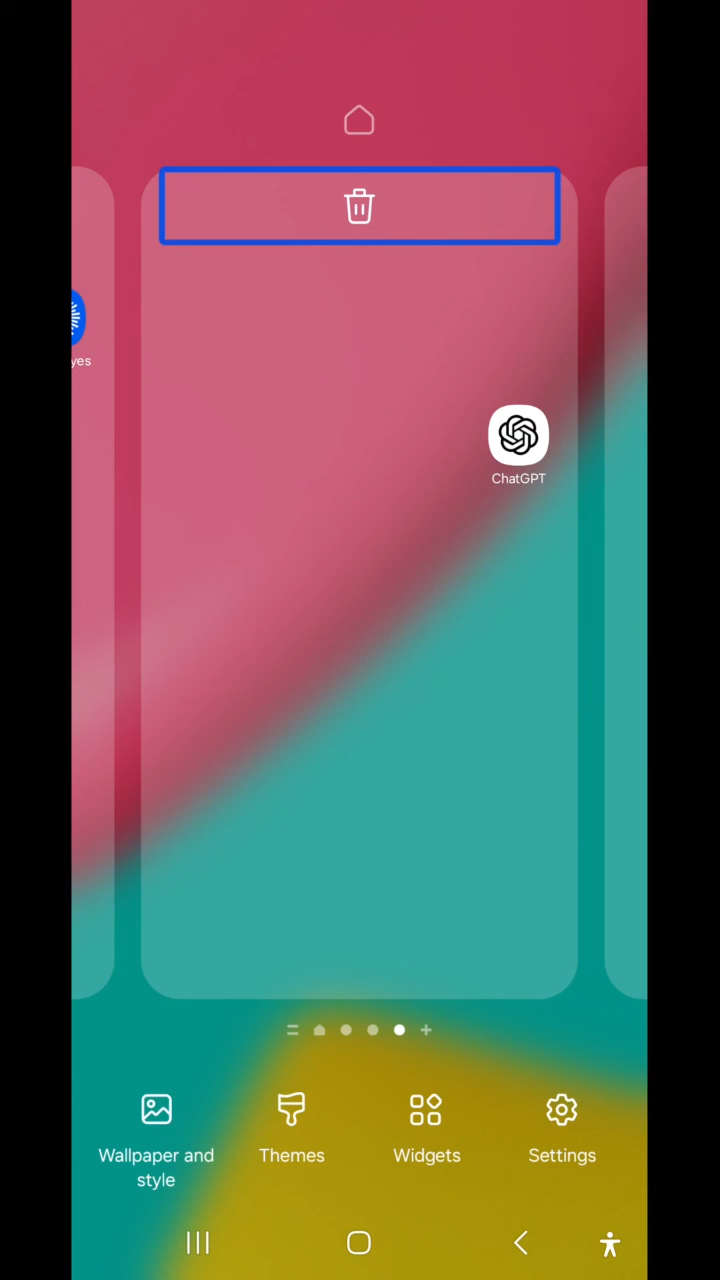 yes
ChatGPT
Wallpaper and
style
Themes
Widgets
Settings